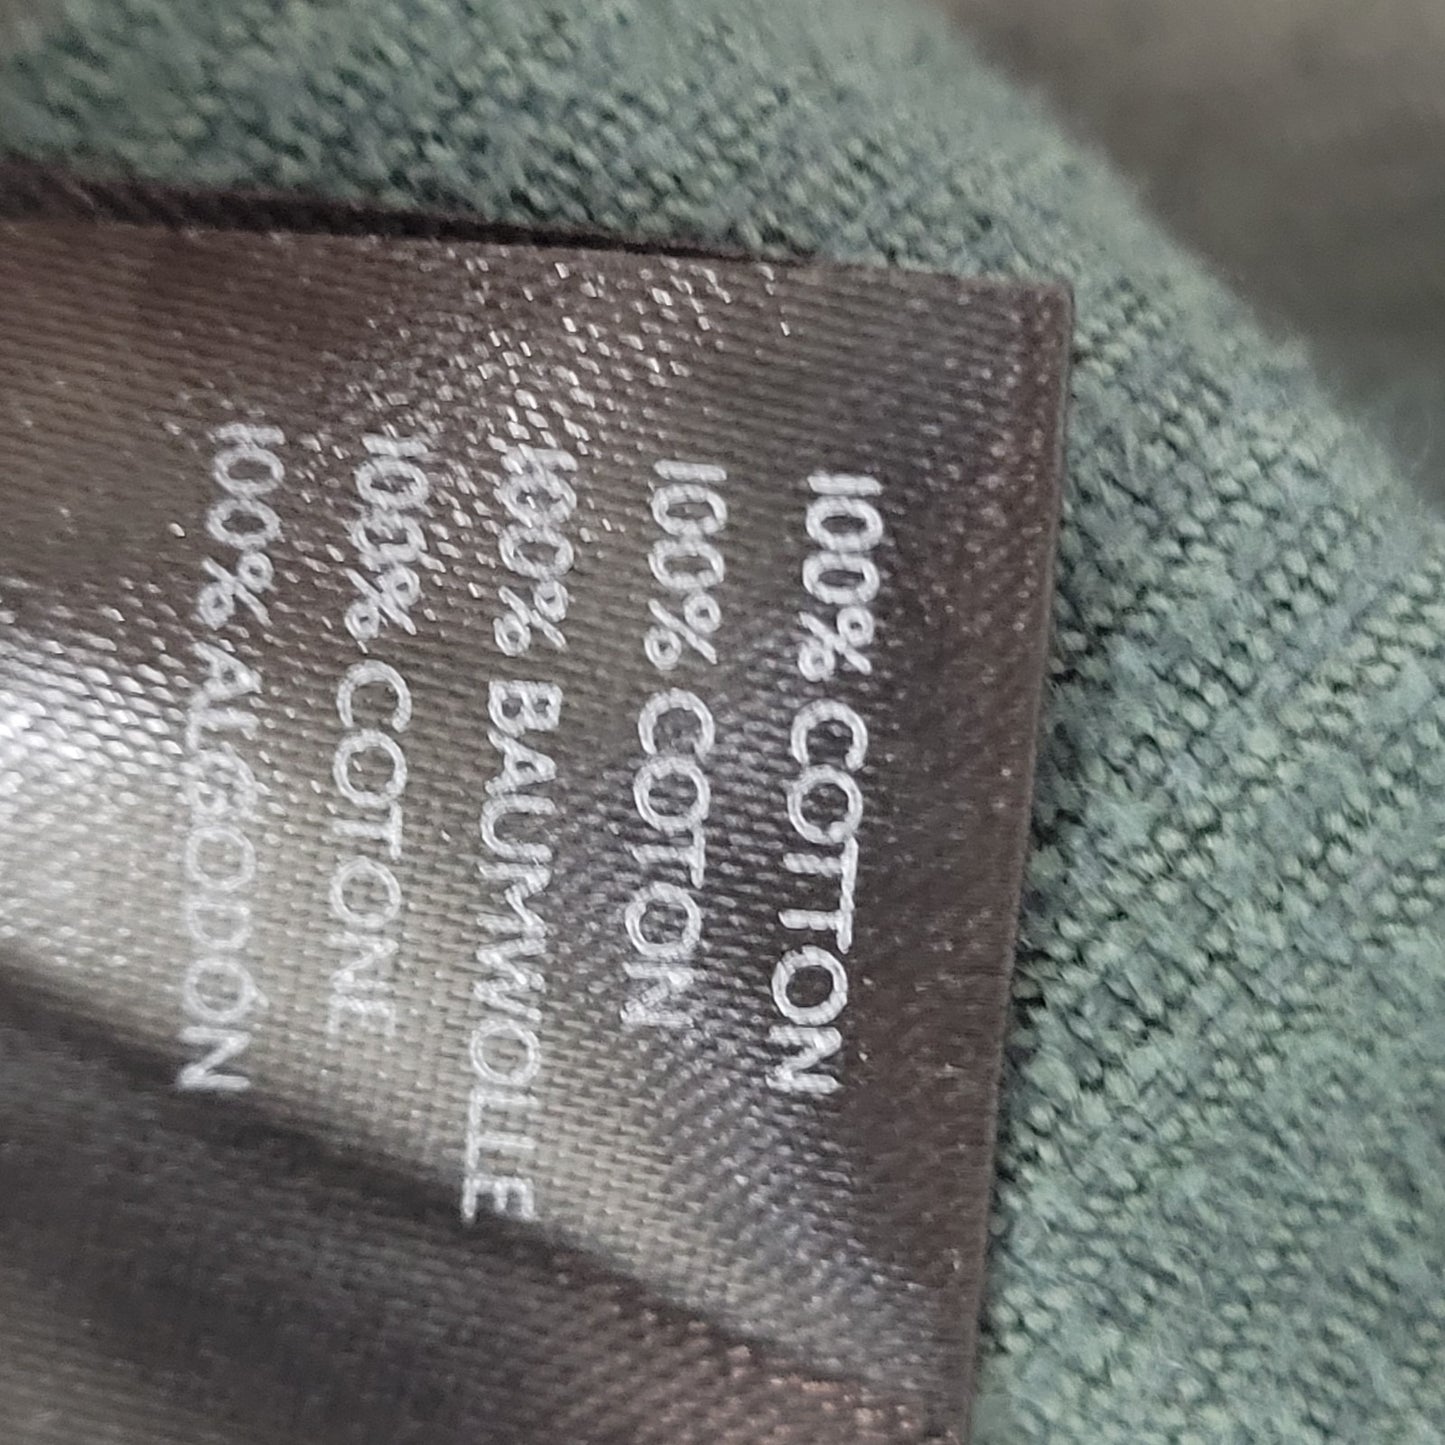 100% COTTON
100% COTON
100% BAUMWOLLE
100% COTONE
100% ALGODÓN